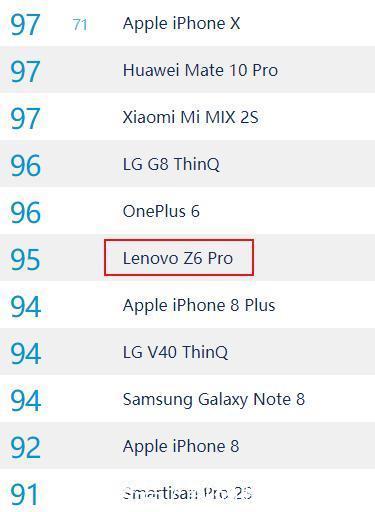 97 71 Apple iPhone X
97 Huawei Mate 10 Pro
97 Xiaomi Mi MIX 2S
96 LG G8 ThinQ
96 OnePlus 6
95 Lenovo Z6 Pro
94 Apple iPhone 8 Plus
94 LG V40 ThinQ
94 Samsung Galaxy Note 8
92 Apple iPhone 8
91 Smartisan Pro 2S